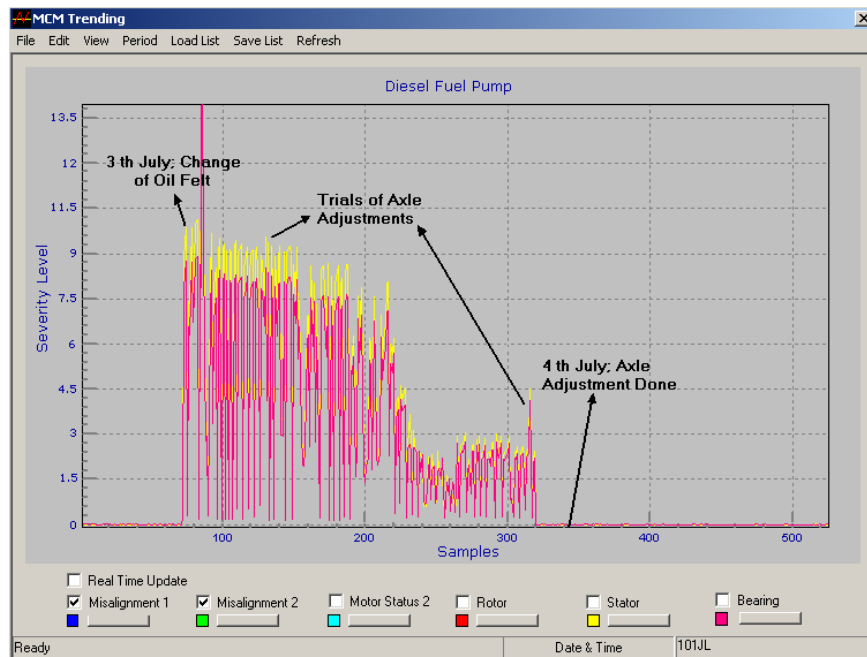 MCM Trending
File Edit View Period Load List Save List Refresh
Diesel Fuel Pump
13.5
12
11.5
9
7.5
6
4.5
3
1.5
0
Severity Level
3 th July; Change
of Oil Felt
Trials of Axle
Adjustments
4 th July; Axle
Adjustment Done
100 200 300 400 500
Samples
Real Time Update
Misalignment 1 Misalignment 2 Motor Status 2 Rotor Stator Bearing
Ready Date & Time 101JL